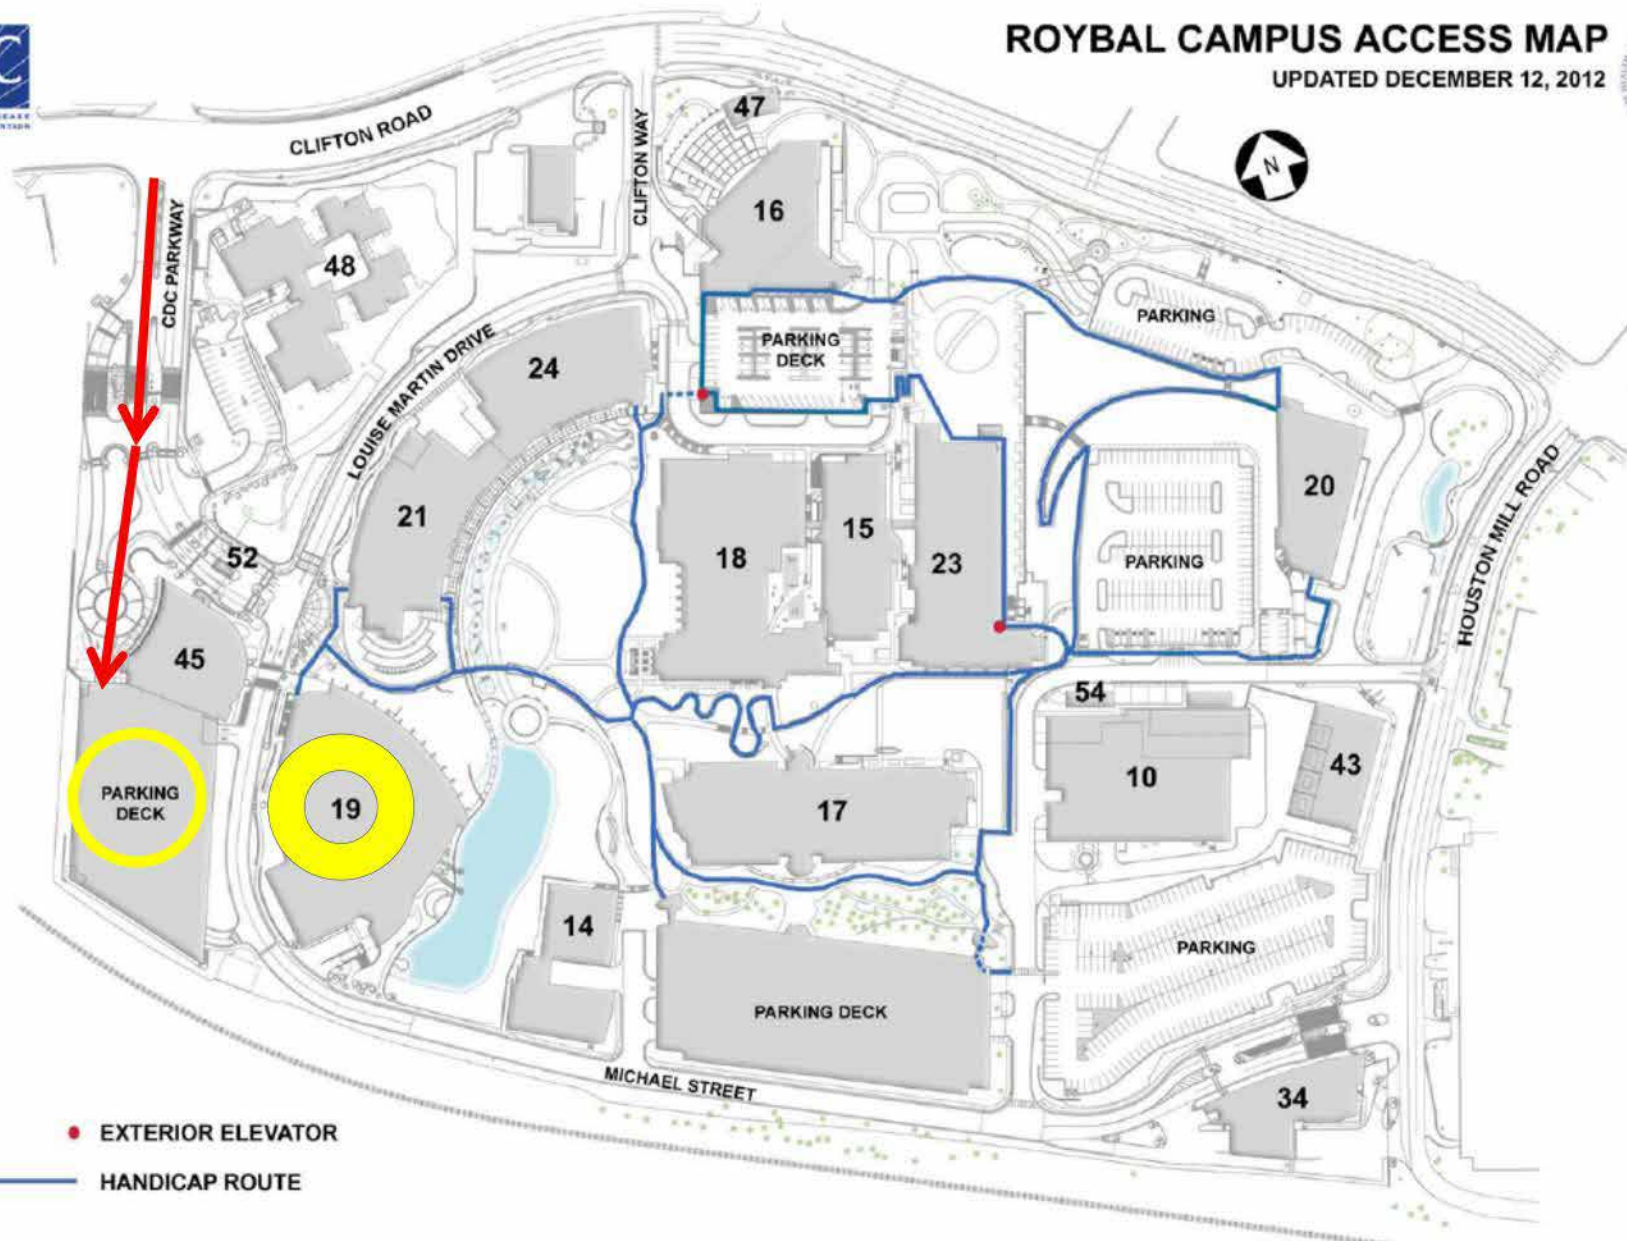 ROYBAL CAMPUS ACCESS MAP
UPDATED DECEMBER 12, 2012
C
CLIFTON ROAD
CLIFTON WAY
47
N
16
CDC PARKWAY
48
PARKING
LOUISE MARTIN DRIVE
24
PARKING
DECK
21
20
18
15
23
52
PARKING
HOUSTON MILL ROAD
45
54
PARKING
DECK
19
17
10
43
14
PARKING
PARKING DECK
MICHAEL STREET
34
EXTERIOR ELEVATOR
HANDICAP ROUTE